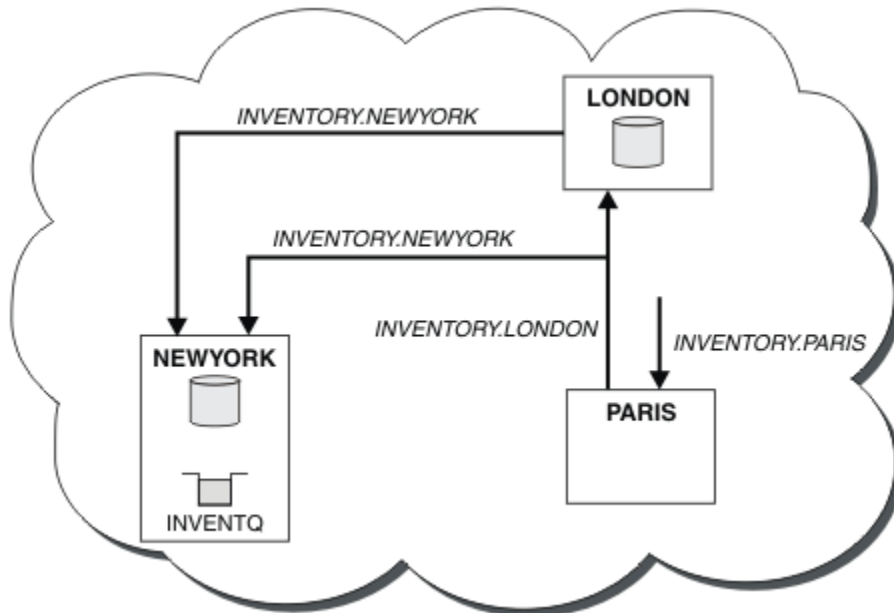 LONDON
INVENTORY.NEWYORK
INVENTORY.NEWYORK
INVENTORY.LONDON
INVENTORY.PARIS
NEWYORK
PARIS
INVENTQ